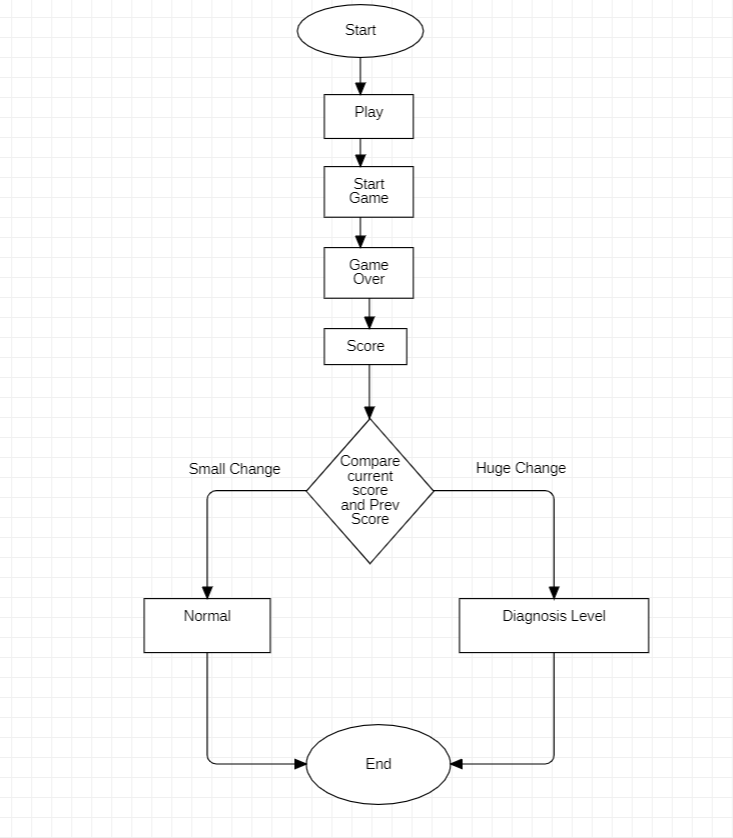 Start
Play
Start
Game
Game
Over
Score
Compare
current
score
and Prev
Score
Small Change
Huge Change
Normal
Diagnosis Level
End